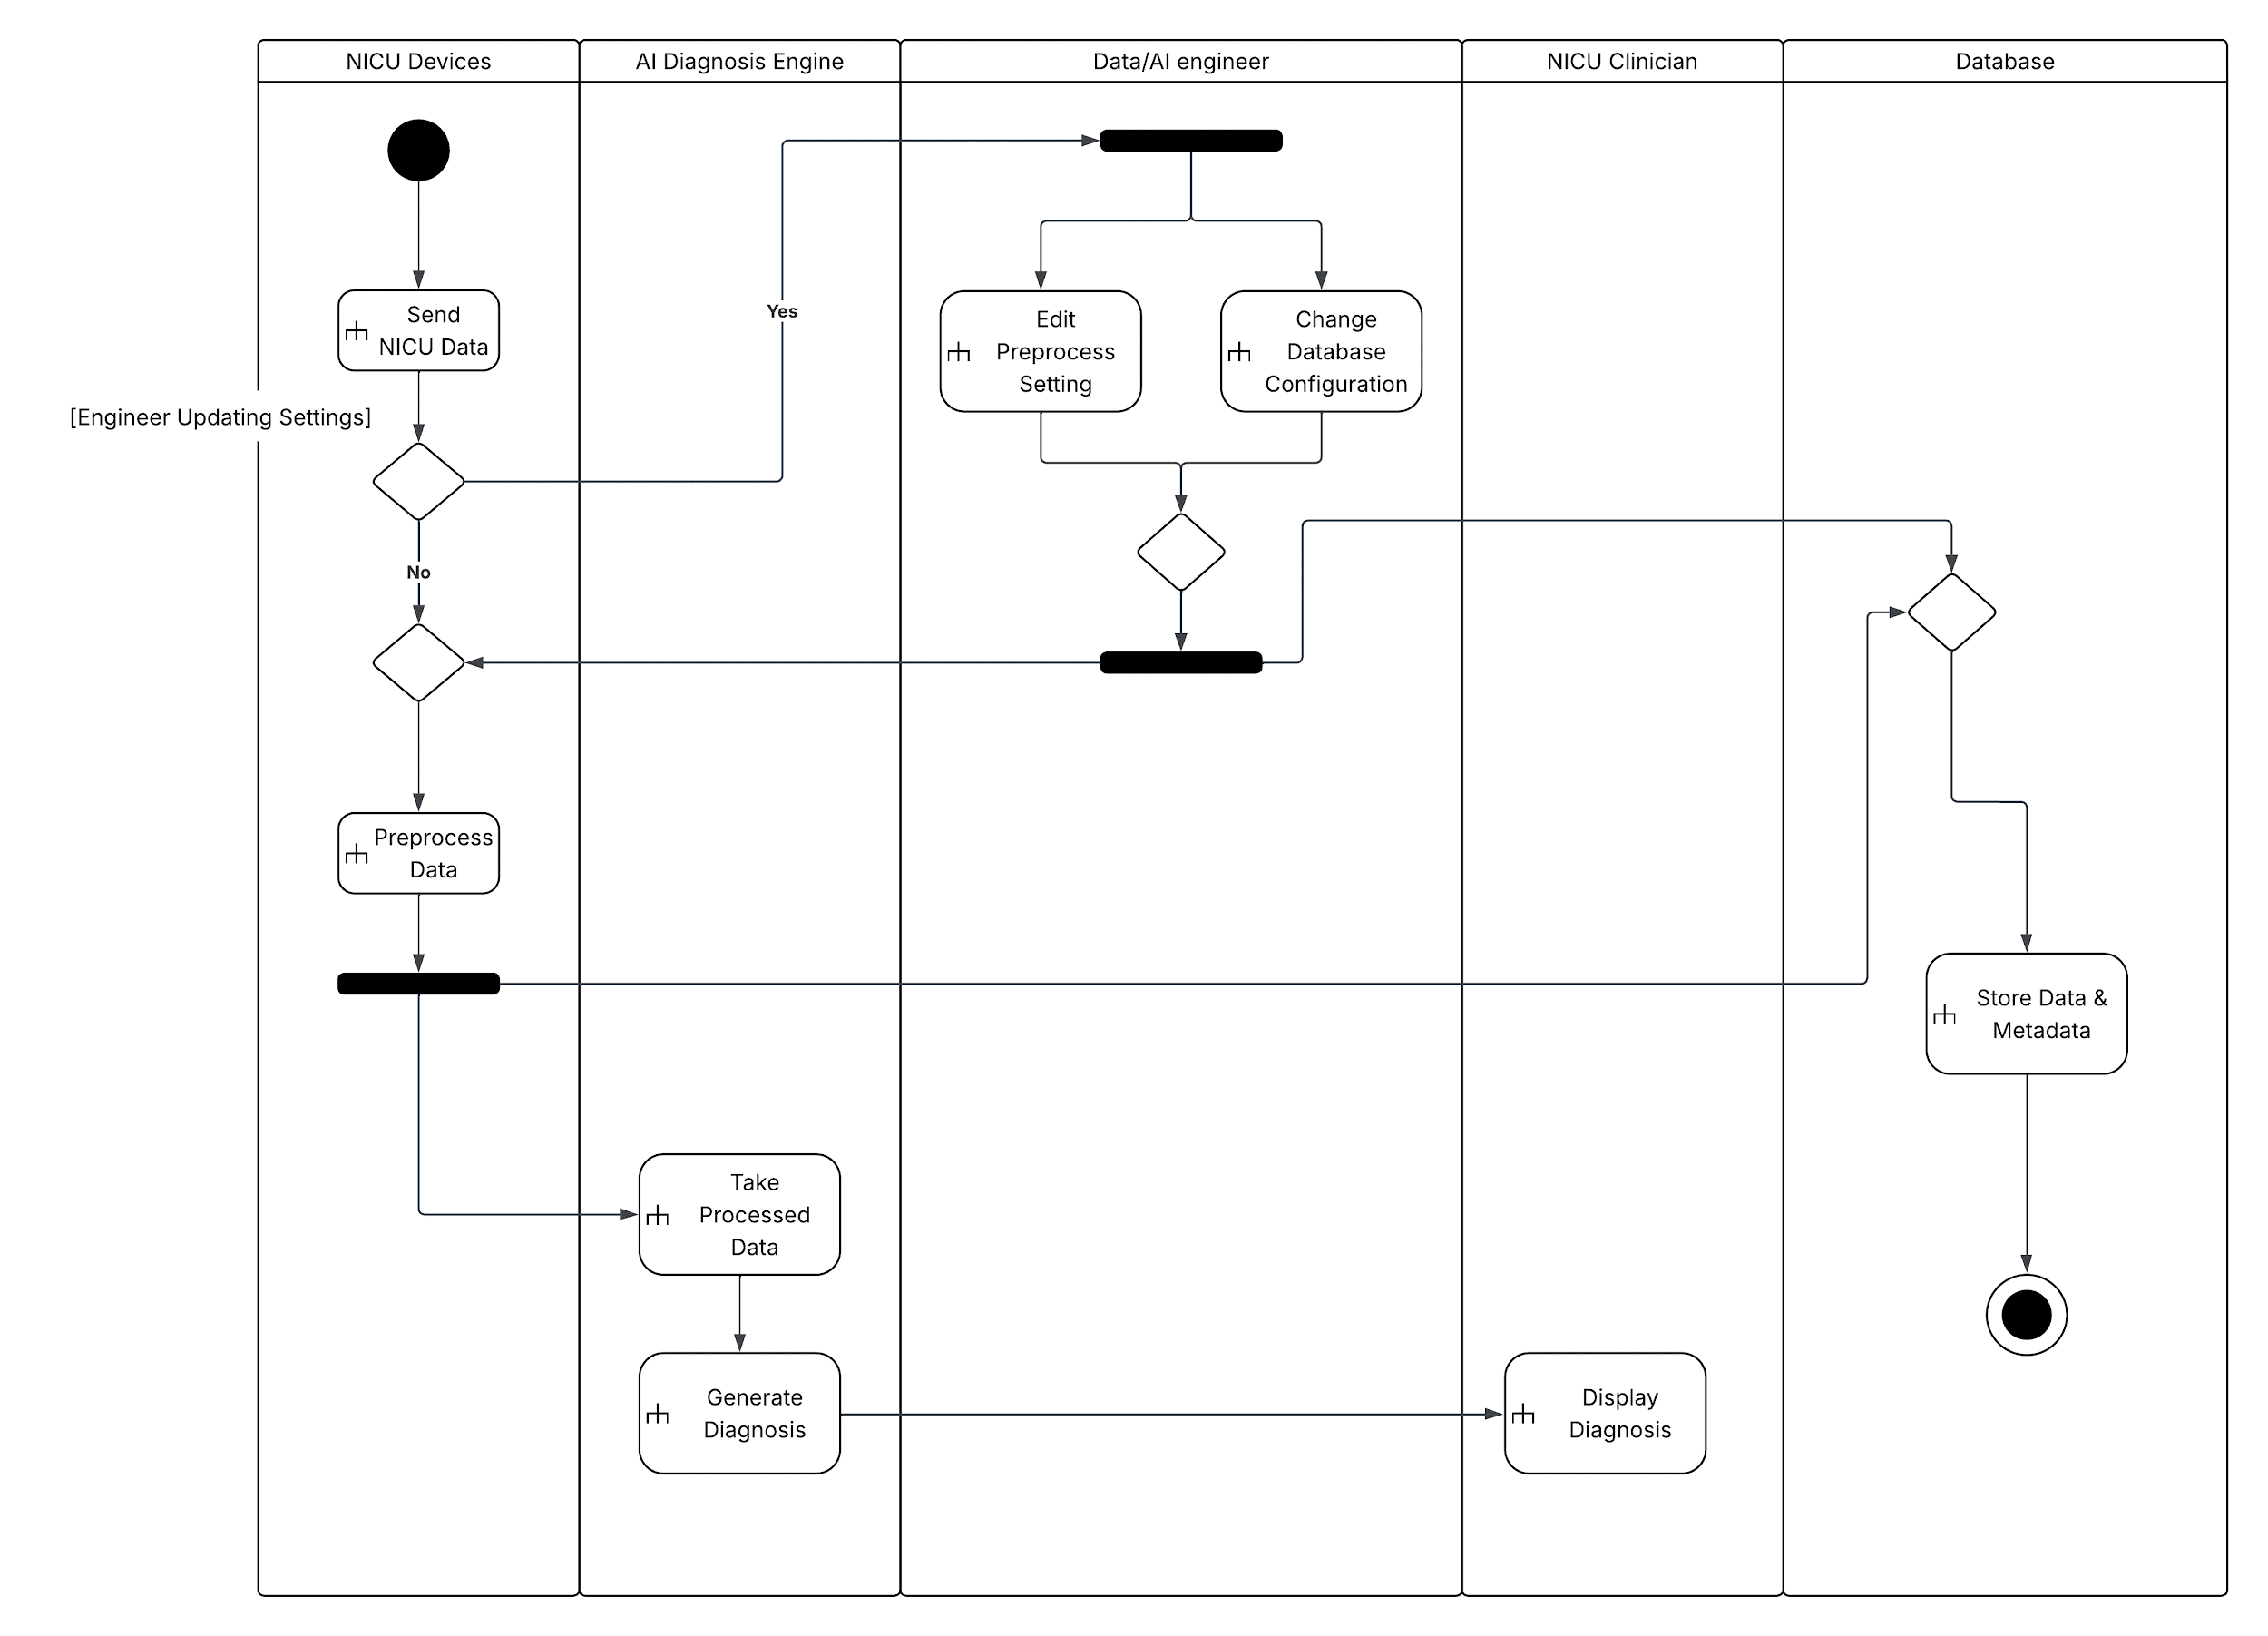 NICU Devices
AI Diagnosis Engine
Data/AI engineer
NICU Clinician
Database
Send
NICU Data
Yes
Edit
Preprocess
Setting
Change
Database
Configuration
[Engineer Updating Settings]
No
Preprocess
Data
Store Data &
Metadata
Take
Processed
Data
Generate
Diagnosis
Display
Diagnosis